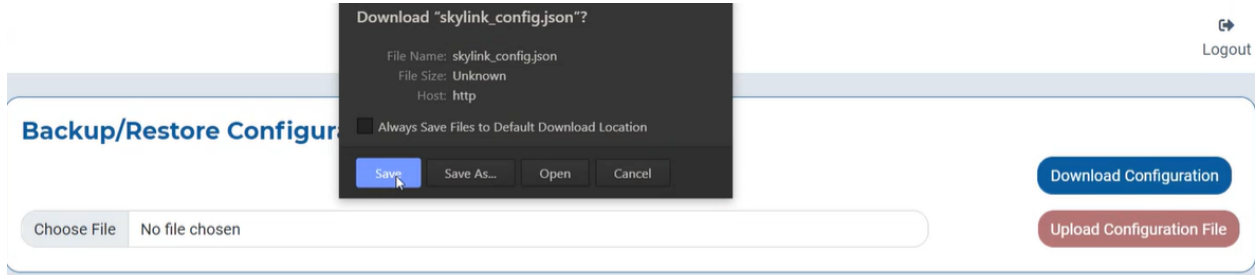 Download “skylink_config.json”?
Logout
File Name: skylink_config.json
File Size: Unknown
Host: http
Always Save Files to Default Download Location
Backup/Restore Configur
Save Save As... Open Cancel
Download Configuration
Choose File No file chosen
Upload Configuration File